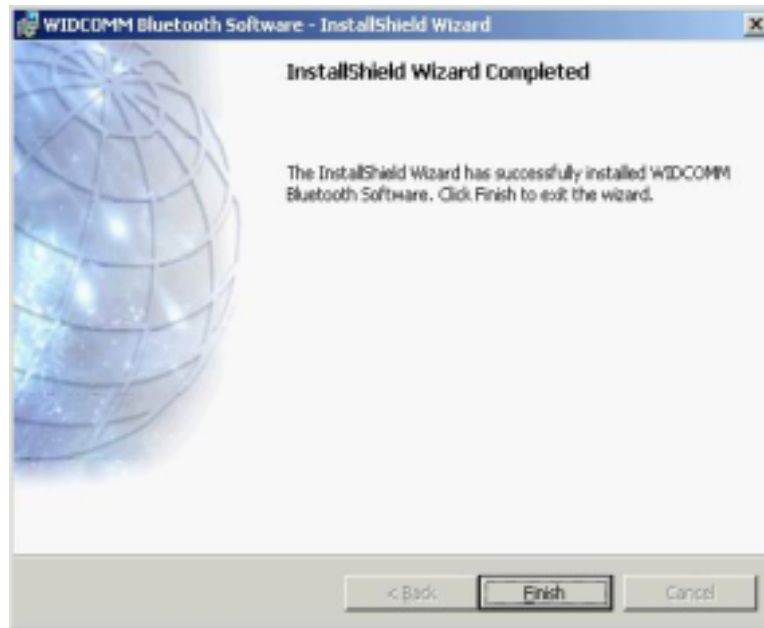 WIDCOMM Bluetooth Software - InstallShield Wizard
InstallShield Wizard Completed
The InstallShield Wizard has successfully installed WIDCOMM
Bluetooth Software. Click Finish to exit the wizard.
< Back
Finish
Cancel